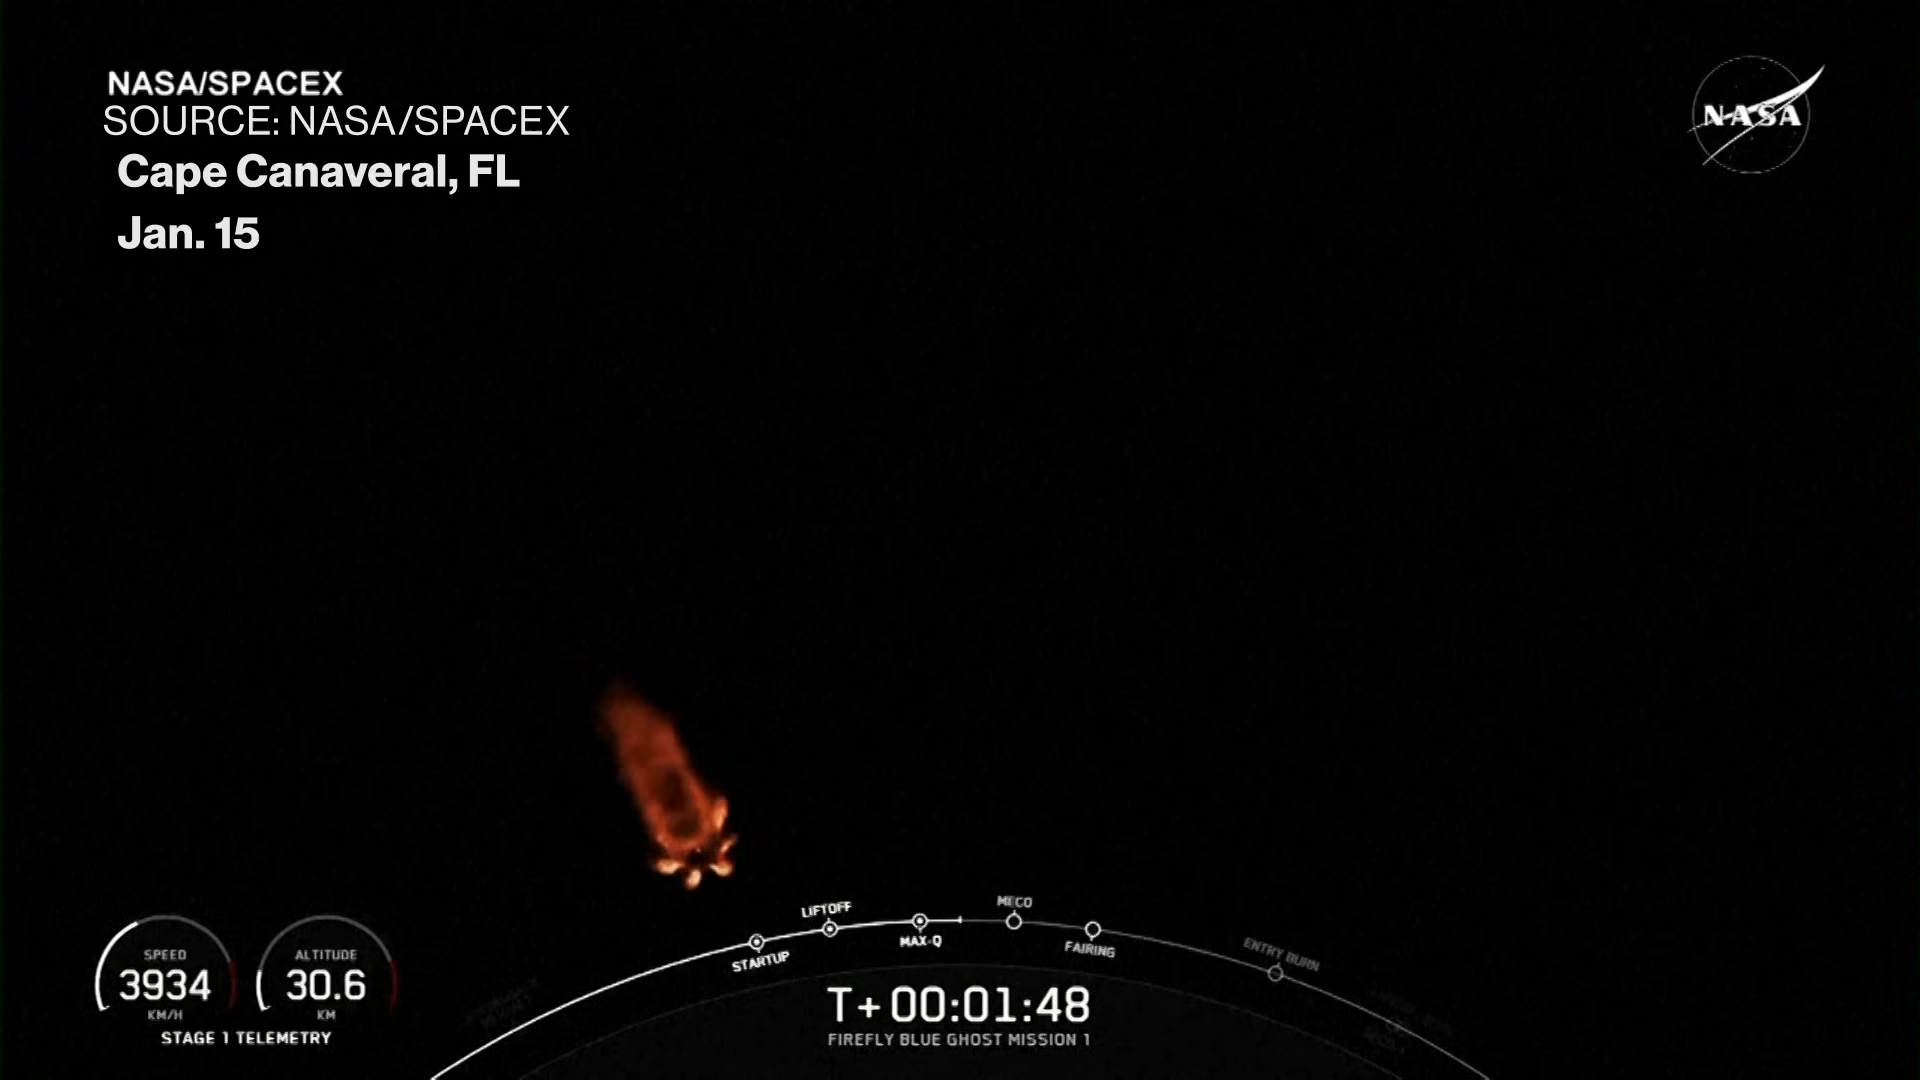 NASA/SPACEX
SOURCE: NASA/SPACEX
Cape Canaveral, FL
Jan. 15
NASA
LIFTOFF
MECO
MAX-Q
STARTUP
FAIRING
ENTRY BURN
SPEED
3934
KM/H
ALTITUDE
30.6
KM
STAGE 1 TELEMETRY
T+00:01:48
FIREFLY BLUE GHOST MISSION 1